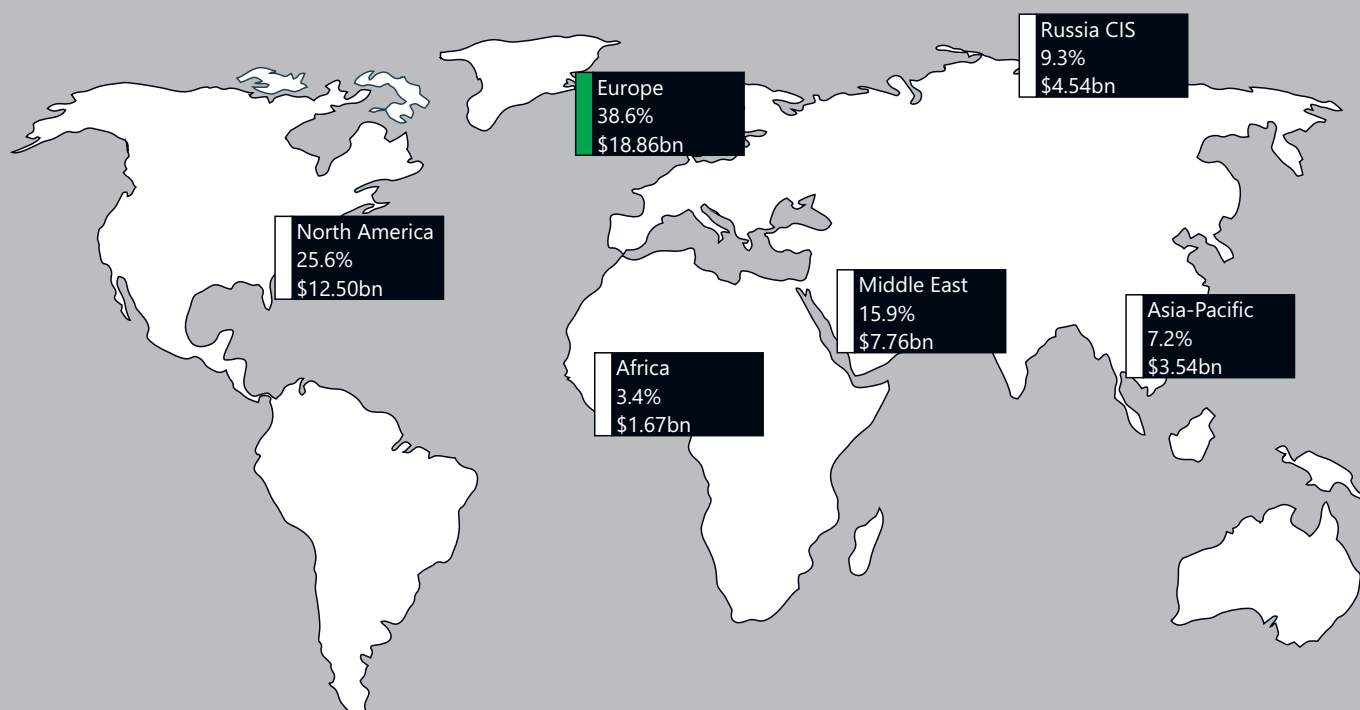 Russia CIS
9.3%
$4.54bn
Europe
38.6%
$18.86bn
North America
25.6%
$12.50bn
Middle East
15.9%
$7.76bn
Asia-Pacific
7.2%
$3.54bn
Africa
3.4%
$1.67bn